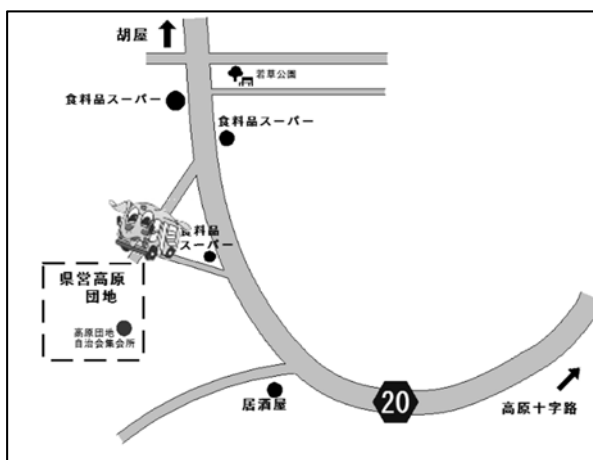 胡屋
若草公園
食料品スーパー
食料品スーパー
食料品
スーパー
県営高原
団地
高原団地
自治会集会所
居酒屋
20
高原十字路